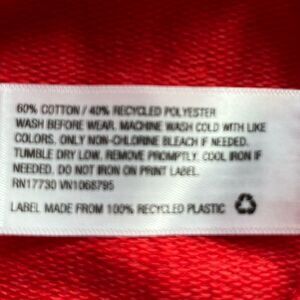 60% COTTON / 40% RECYCLED POLYESTER
WASH BEFORE WEAR. MACHINE WASH COLD WITH LIKE
COLORS. ONLY NON-CHLORINE BLEACH IF NEEDED.
TUMBLE DRY LOW. REMOVE PROMPTLY. COOL IRON IF
NEEDED. DO NOT IRON ON PRINT LABEL.
RN17730 VN1068795
LABEL MADE FROM 100% RECYCLED PLASTIC